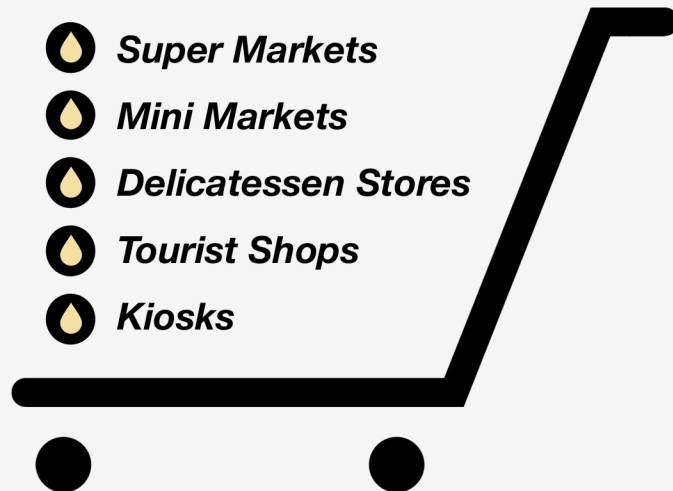 Super Markets
Mini Markets
Delicatessen Stores
Tourist Shops
Kiosks